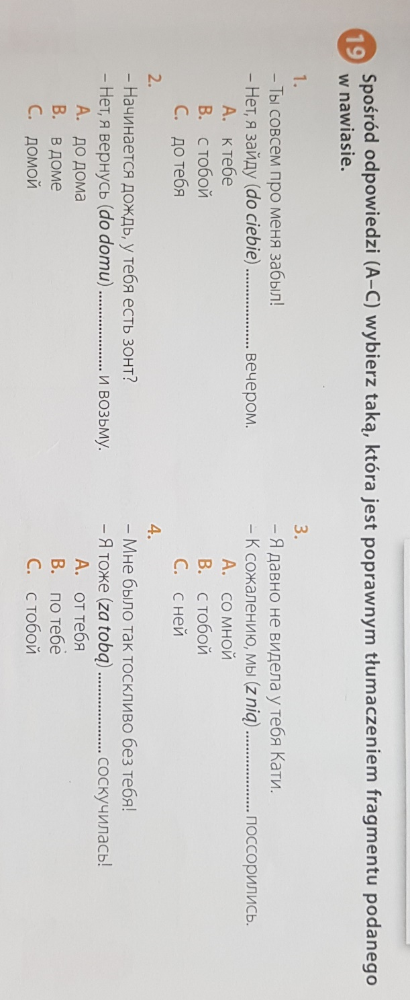 19 Spośród odpowiedzi (A–C) wybierz taką, która jest poprawnym tłumaczeniem fragmentu podanego
w nawiasie.
1.
– Ты совсем про меня забыл!
– Нет, я зайду (do ciebie) .................... вечером.
A. к тебе
B. с тобой
C. до тебя
2.
– Начинается дождь, у тебя есть зонт?
– Нет, я вернусь (do domu) .................... и возьму.
A. до дома
B. в доме
C. домой
3.
– Я давно не видела у тебя Кати.
– К сожалению, мы (z nią) .................... поссорились.
A. со мной
B. с тобой
C. с ней
4.
– Мне было так тоскливо без тебя!
– Я тоже (za tobą) .................... соскучилась!
A. от тебя
B. по тебе
C. с тобой